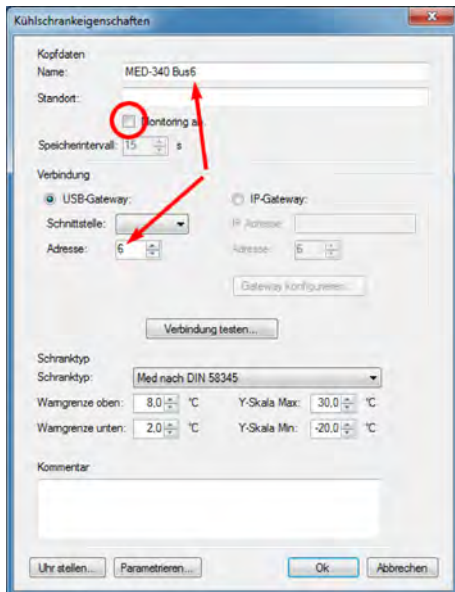 Kühlschrankeigenschaften
Kopfdaten
Name: MED-340 Bus6
Standort:
Monitoring an
Speicherintervall: 15 s
Verbindung
USB-Gateway: IP-Gateway:
Schnittstelle: IP Adresse:
Adresse: 6 Adresse: 6
Gateway konfigurieren...
Verbindung testen...
Schranktyp
Schranktyp: Med nach DIN 58345
Warngrenze oben: 8,0 °C Y-Skala Max: 30,0 °C
Warngrenze unten: 2,0 °C Y-Skala Min: -20,0 °C
Kommentar
Uhr stellen... Parametrieren... Ok Abbrechen